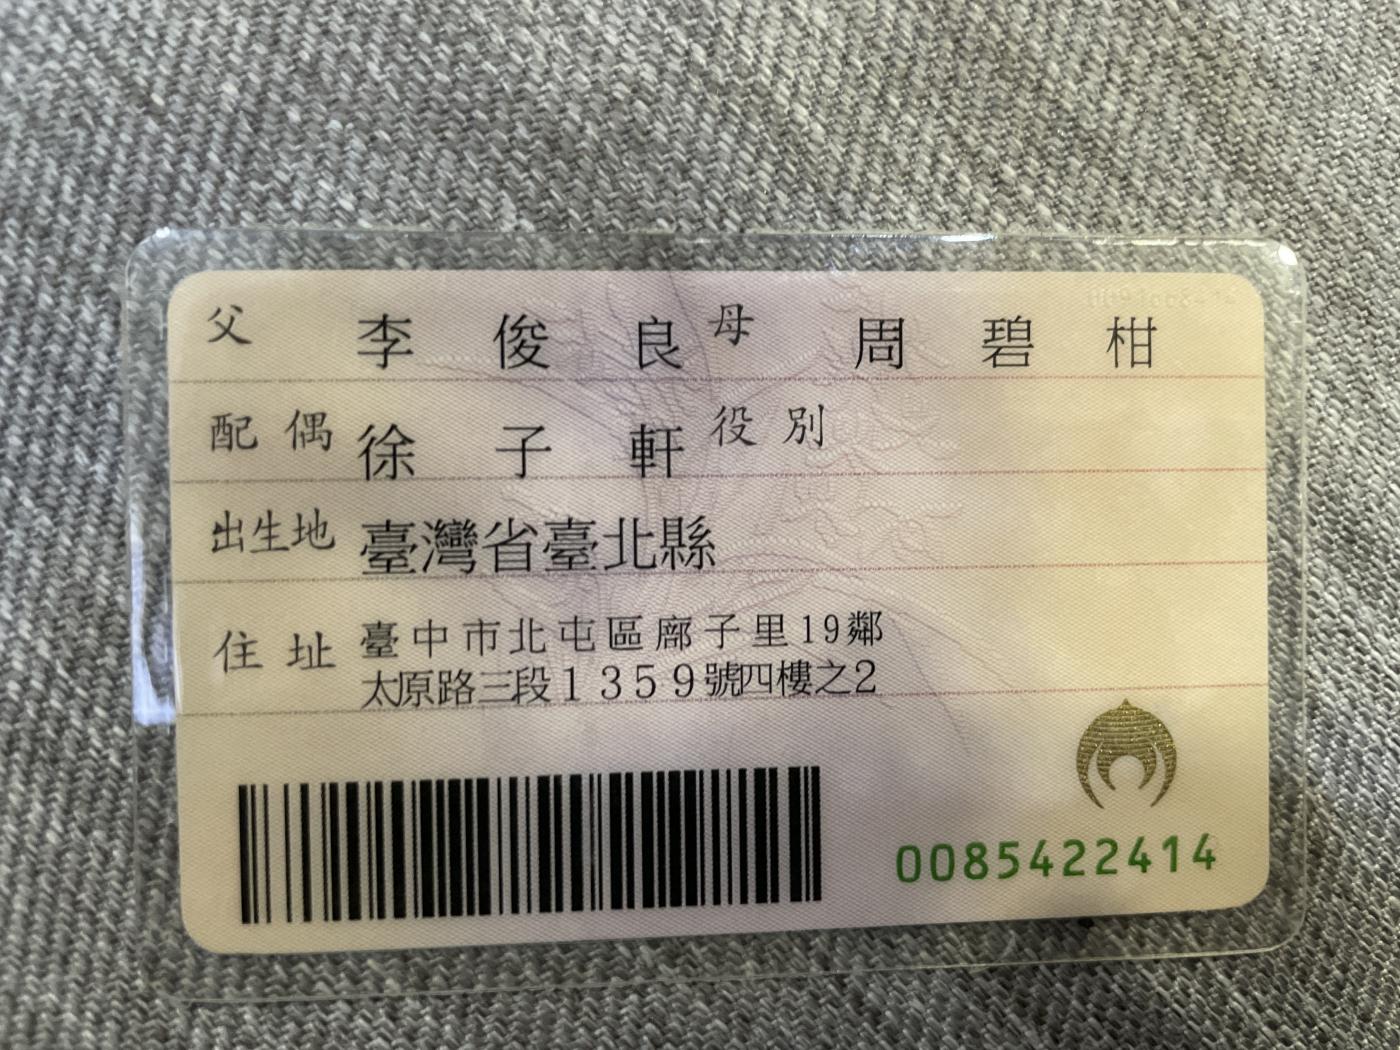 父 李俊良 母 周碧柑
配偶 徐子軒 役別
出生地 臺灣省臺北縣
住址 臺中市北屯區廍子里19鄰
太原路三段1359號四樓之2
0085422414